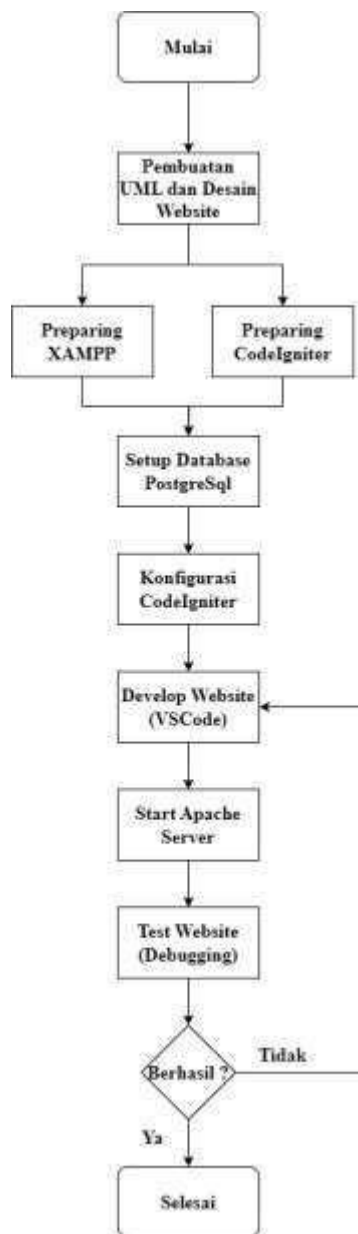 Mulai
Pembuatan
UML dan Desain
Website
Preparing
XAMPP
Preparing
CodeIgniter
Setup Database
PostgreSql
Konfigurasi
CodeIgniter
Develop Website
(VSCode)
Start Apache
Server
Test Website
(Debugging)
Berhasil ?
Tidak
Ya
Selesai